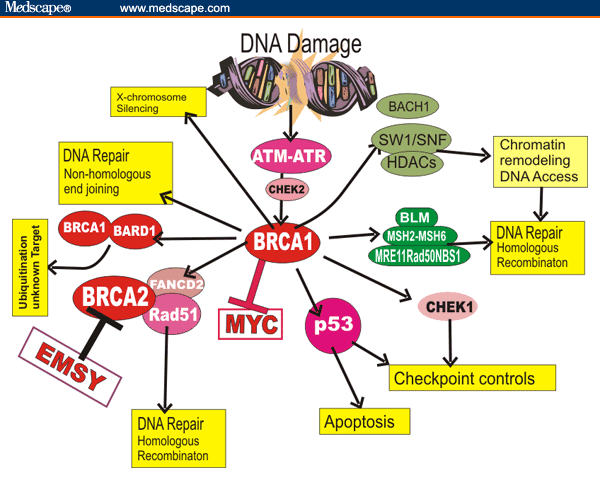 Medscape® www.medscape.com
DNA Damage
X-chromosome
Silencing
BACH1
ATM-ATR
SW1/SNF
HDACs
Chromatin
remodeling
DNA Access
DNA Repair
Non-homologous
end joining
CHEK2
BRCA1
BARD1
BRCA1
BLM
MSH2-MSH6
MRE11Rad50NBS1
DNA Repair
Homologous
Recombinaton
Ubiquitination
unknown Target
BRCA2
FANCD2
Rad51
MYC
p53
CHEK1
EMSY
Checkpoint controls
Apoptosis
DNA Repair
Homologous
Recombinaton